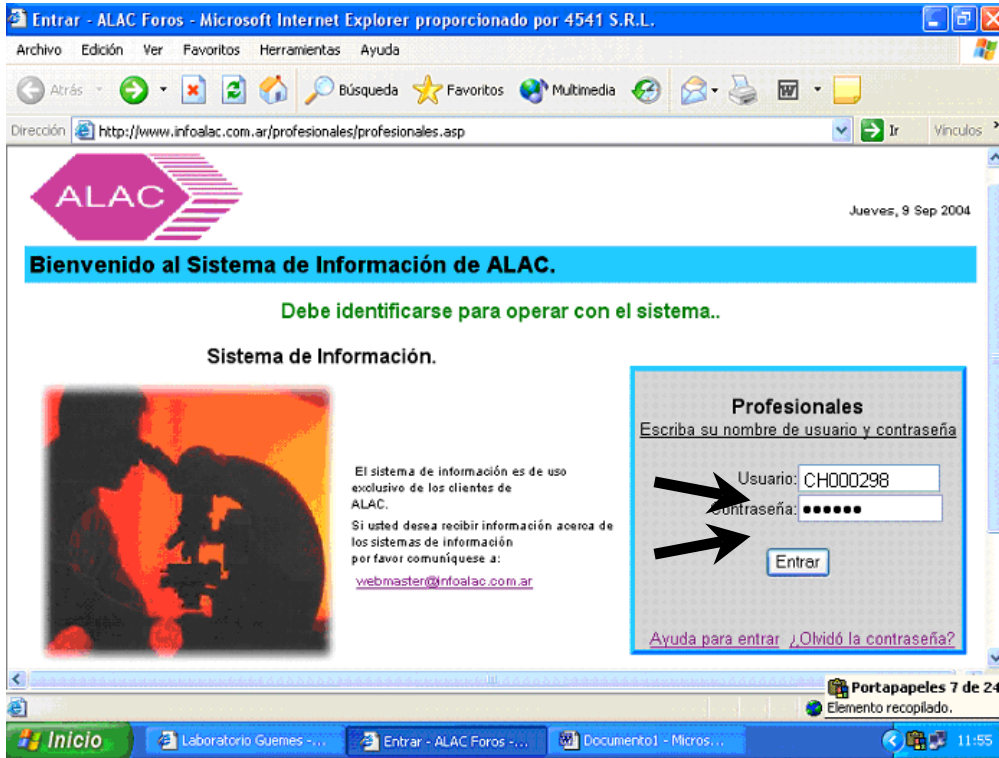 Entrar - ALAC Foros - Microsoft Internet Explorer proporcionado por 4541 S.R.L.
Archivo Edición Ver Favoritos Herramientas Ayuda
Atrás Búsqueda Favoritos Multimedia
Dirección http://www.infoalac.com.ar/profesionales/profesionales.asp Ir Vínculos
ALAC
Jueves, 9 Sep 2004
Bienvenido al Sistema de Información de ALAC.
Debe identificarse para operar con el sistema..
Sistema de Información.
El sistema de información es de uso
exclusivo de los clientes de
ALAC.
Si usted desea recibir información acerca de
los sistemas de información
por favor comuníquese a:
webmaster@infoalac.com.ar
Profesionales
Escriba su nombre de usuario y contraseña
Usuario: CH000298
Contraseña: ●●●●●●
Entrar
Ayuda para entrar ¿Olvidó la contraseña?
Portapapeles 7 de 24
Elemento recopilado.
Inicio Laboratorio Guemes -... Entrar - ALAC Foros -... Documento1 - Micros... 11:55